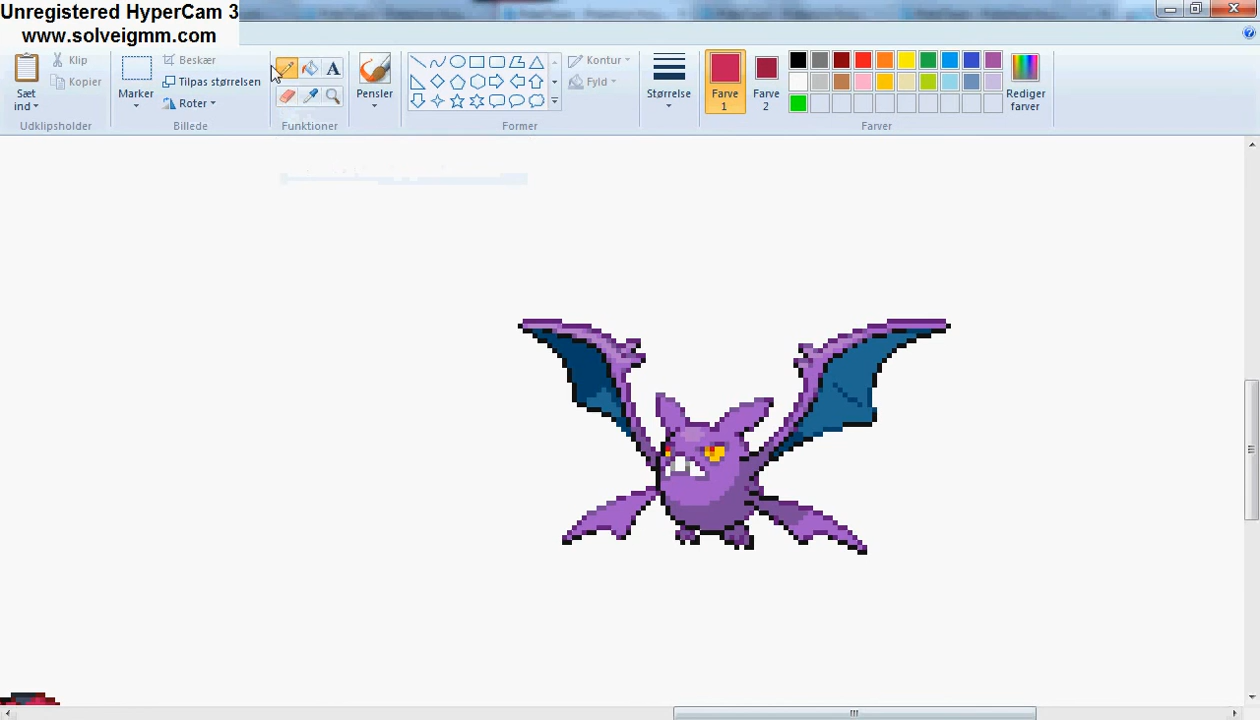 Unregistered HyperCam 3
www.solveigmm.com
Sæt
ind
Klip
Kopier
Udklipsholder
Marker
Beskær
Tilpas størrelsen
Roter
Billede
A
Funktioner
Pensler
Kontur
Fyld
Former
Størrelse
Farve
1
Farve
2
Rediger
farver
Farver